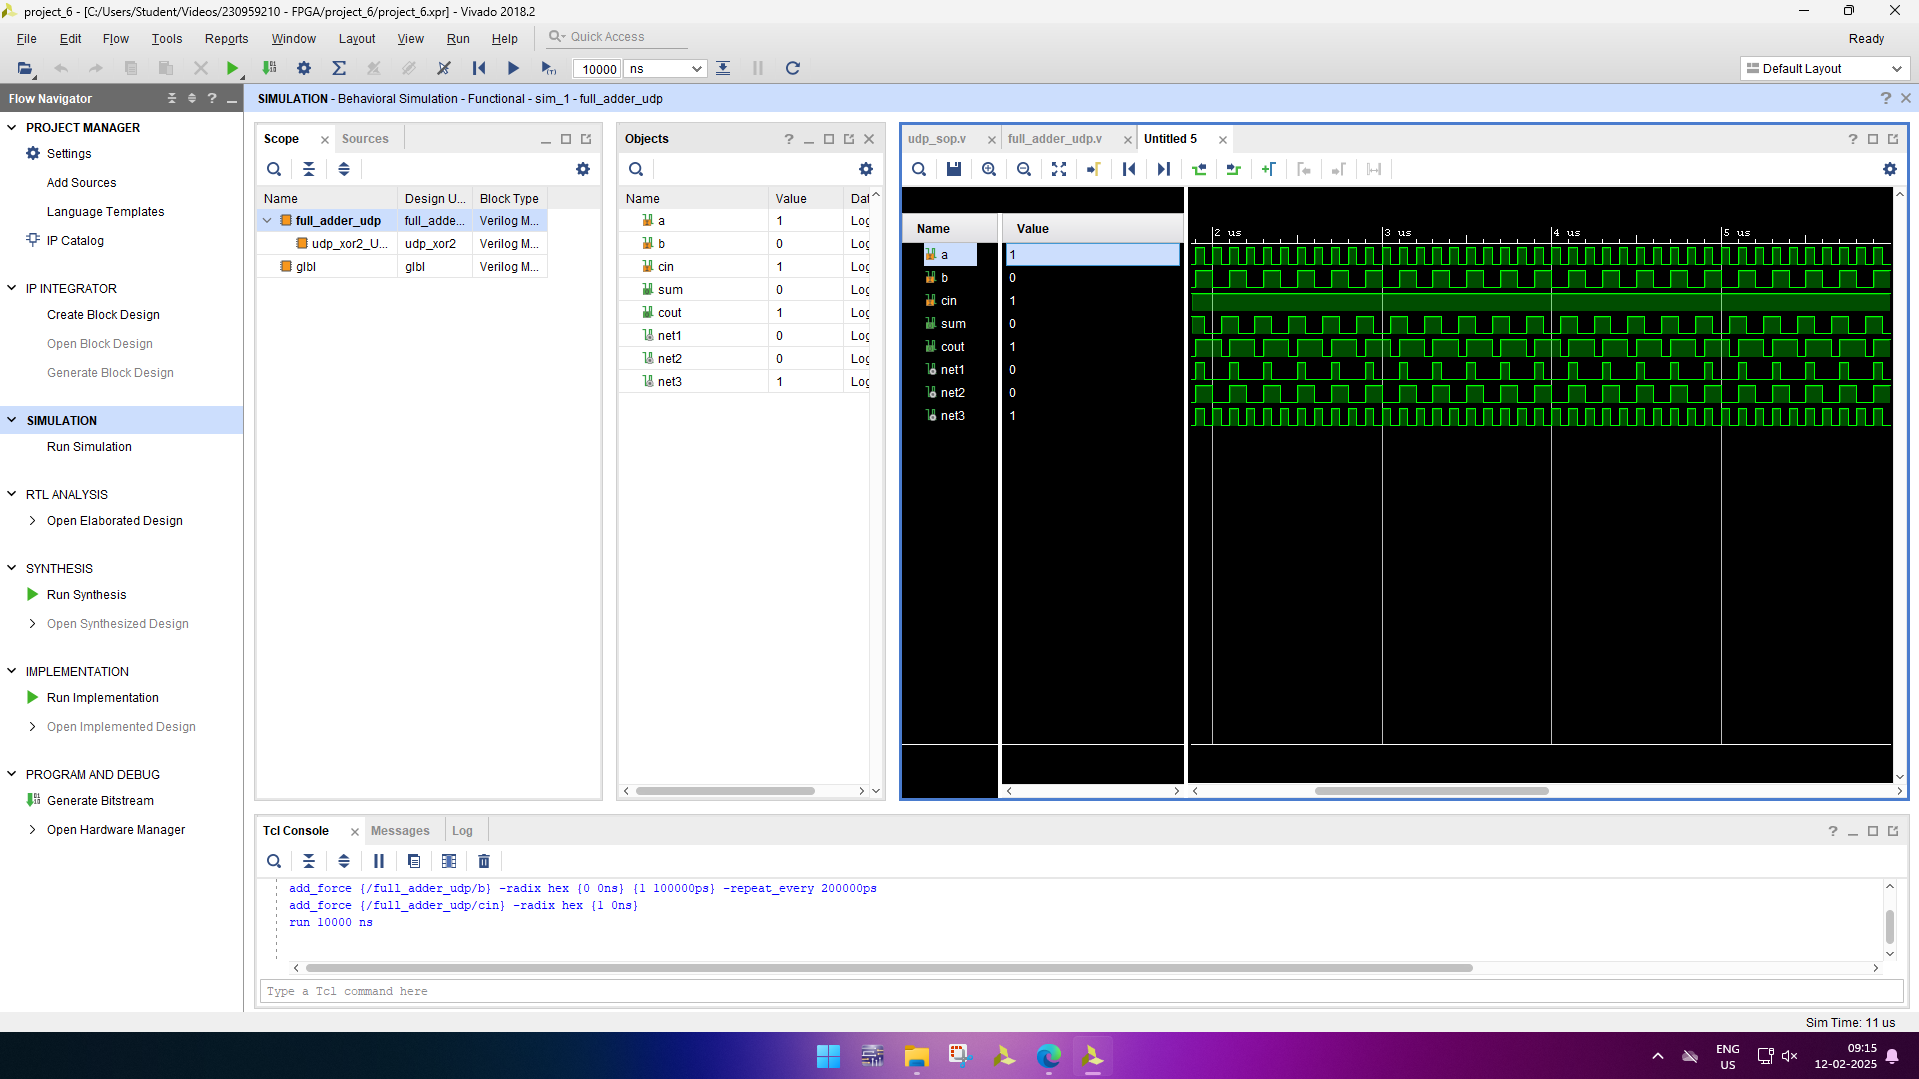 project_6 - [C:/Users/Student/Videos/230959210 - FPGA/project_6/project_6.xpr] - Vivado 2018.2
File Edit Flow Tools Reports Window Layout View Run Help Quick Access Ready
10000 ns Default Layout
Flow Navigator
SIMULATION - Behavioral Simulation - Functional - sim_1 - full_adder_udp
PROJECT MANAGER
Settings
Add Sources
Language Templates
IP Catalog
IP INTEGRATOR
Create Block Design
Open Block Design
Generate Block Design
SIMULATION
Run Simulation
RTL ANALYSIS
Open Elaborated Design
SYNTHESIS
Run Synthesis
Open Synthesized Design
IMPLEMENTATION
Run Implementation
Open Implemented Design
PROGRAM AND DEBUG
Generate Bitstream
Open Hardware Manager
Scope Sources
Name Design U... Block Type
full_adder_udp full_adde... Verilog M...
udp_xor2_U... udp_xor2 Verilog M...
glbl glbl Verilog M...
Objects
Name Value Dat
a 1 Log
b 0 Log
cin 1 Log
sum 0 Log
cout 1 Log
net1 0 Log
net2 0 Log
net3 1 Log
udp_sop.v full_adder_udp.v Untitled 5
Name Value
2 us 3 us 4 us 5 us
a 1
b 0
cin 1
sum 0
cout 1
net1 0
net2 0
net3 1
Tcl Console Messages Log
add_force {/full_adder_udp/b} -radix hex {0 0ns} {1 100000ps} -repeat_every 200000ps
add_force {/full_adder_udp/cin} -radix hex {1 0ns}
run 10000 ns
Type a Tcl command here
Sim Time: 11 us
ENG
US
09:15
12-02-2025